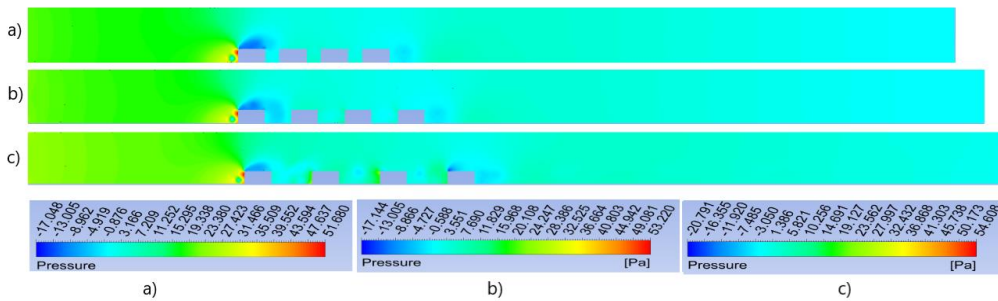 a)
b)
c)
-17.048 -13.005 -8.962 -4.919 -0.876 3.166 7.209 11.252 15.295 19.338 23.380 27.423 31.466 35.509 39.552 43.594 47.637 51.680
Pressure
-17.144 -13.005 -8.866 -4.727 -0.588 3.551 7.690 11.829 15.968 20.108 24.247 28.386 32.525 36.664 40.803 44.942 49.081 53.220
Pressure [Pa]
-20.791 -16.355 -11.920 -7.485 -3.050 1.386 5.821 10.256 14.691 19.127 23.562 27.997 32.432 36.868 41.303 45.738 50.173 54.608
Pressure [Pa]
a)
b)
c)